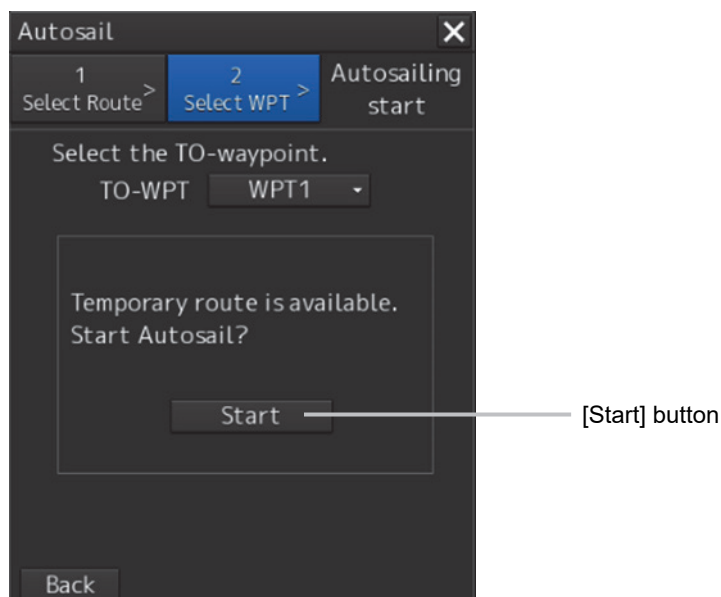 Autosail
1
Select Route >
2
Select WPT >
Autosailing
start
Select the TO-waypoint.
TO-WPT WPT1
Temporary route is available.
Start Autosail?
Start
[Start] button
Back